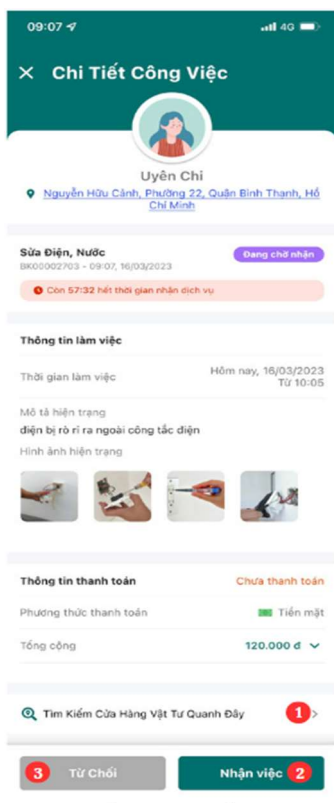 09:07 4G
× Chi Tiết Công Việc
Uyên Chi
Nguyễn Hữu Cảnh, Phường 22, Quận Bình Thạnh, Hồ
Chí Minh
Sửa Điện, Nước Đang chờ nhận
BK00002703 - 09:07, 16/03/2023
Còn 57:32 hết thời gian nhận dịch vụ
Thông tin làm việc
Thời gian làm việc Hôm nay, 16/03/2023
Từ 10:05
Mô tả hiện trạng
điện bị rò rỉ ra ngoài công tắc điện
Hình ảnh hiện trạng
Thông tin thanh toán Chưa thanh toán
Phương thức thanh toán Tiền mặt
Tổng cộng 120.000 đ
Tìm Kiếm Cửa Hàng Vật Tư Quanh Đây 1 >
3 Từ Chối Nhận việc 2